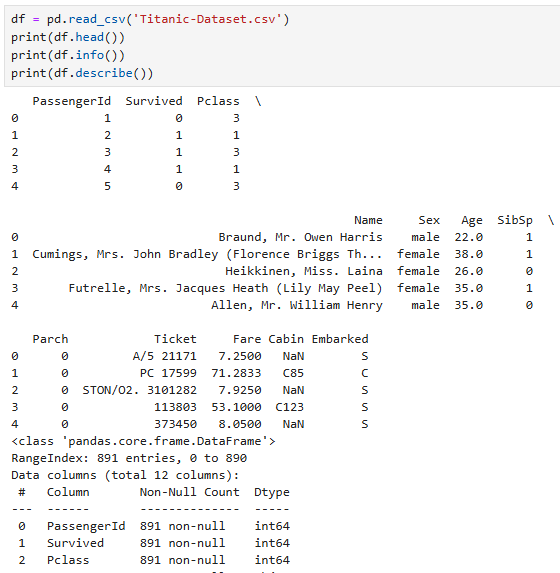 df = pd.read_csv('Titanic-Dataset.csv')
print(df.head())
print(df.info())
print(df.describe())
   PassengerId  Survived  Pclass  \
0            1         0       3
1            2         1       1
2            3         1       3
3            4         1       1
4            5         0       3
                                                Name     Sex   Age  SibSp  \
0                            Braund, Mr. Owen Harris    male  22.0      1
1  Cumings, Mrs. John Bradley (Florence Briggs Th...  female  38.0      1
2                             Heikkinen, Miss. Laina  female  26.0      0
3       Futrelle, Mrs. Jacques Heath (Lily May Peel)  female  35.0      1
4                           Allen, Mr. William Henry    male  35.0      0
   Parch            Ticket     Fare Cabin Embarked
0      0         A/5 21171   7.2500   NaN        S
1      0          PC 17599  71.2833   C85        C
2      0  STON/O2. 3101282   7.9250   NaN        S
3      0            113803  53.1000  C123        S
4      0            373450   8.0500   NaN        S
<class 'pandas.core.frame.DataFrame'>
RangeIndex: 891 entries, 0 to 890
Data columns (total 12 columns):
 #   Column       Non-Null Count  Dtype
---  ------       --------------  -----
 0   PassengerId  891 non-null    int64
 1   Survived     891 non-null    int64
 2   Pclass       891 non-null    int64